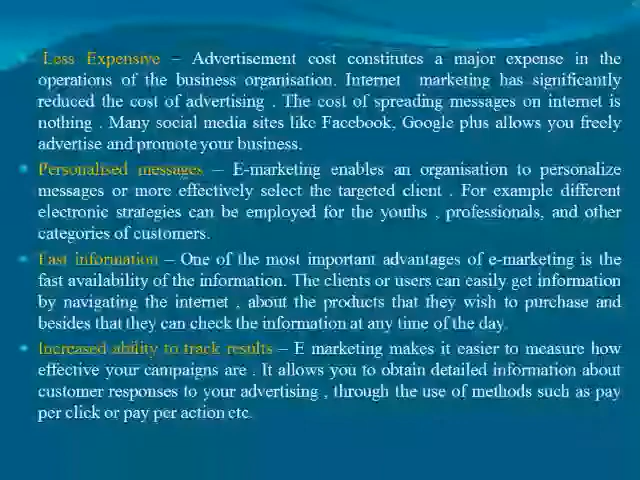 Less Expensive – Advertisement cost constitutes a major expense in the
operations of the business organisation. Internet marketing has significantly
reduced the cost of advertising . The cost of spreading messages on internet is
nothing . Many social media sites like Facebook, Google plus allows you freely
advertise and promote your business.
Personalised messages – E-marketing enables an organisation to personalize
messages or more effectively select the targeted client . For example different
electronic strategies can be employed for the youths , professionals, and other
categories of customers.
Fast information – One of the most important advantages of e-marketing is the
fast availability of the information. The clients or users can easily get information
by navigating the internet , about the products that they wish to purchase and
besides that they can check the information at any time of the day.
Increased ability to track results – E marketing makes it easier to measure how
effective your campaigns are . It allows you to obtain detailed information about
customer responses to your advertising , through the use of methods such as pay
per click or pay per action etc.